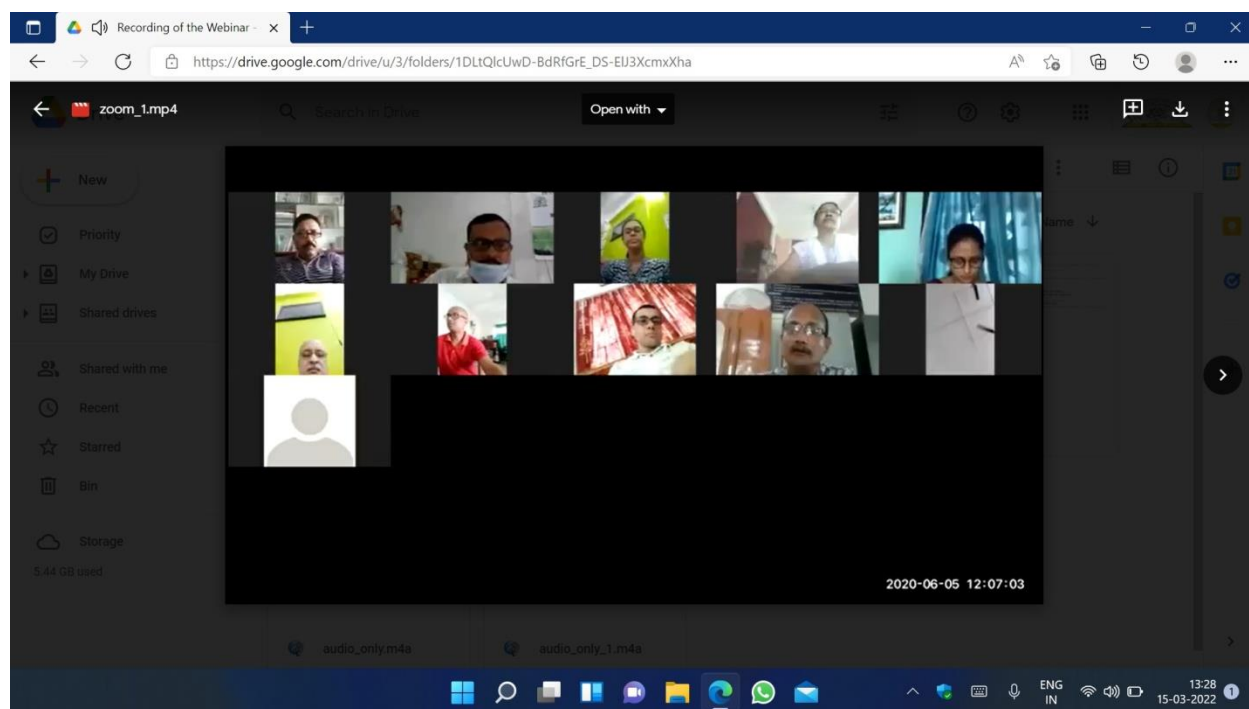 Recording of the Webinar -
https://drive.google.com/drive/u/3/folders/1DLtQIcUwD-BdRfGrE_DS-EIJ3XcmxXha
zoom_1.mp4
Search in Drive
Open with
New
Priority
My Drive
Shared drives
Shared with me
Recent
Starred
Bin
Storage
5.44 GB used
Name
2020-06-05 12:07:03
audio_only.m4a
audio_only_1.m4a
ENG
IN
13:28
15-03-2022
1